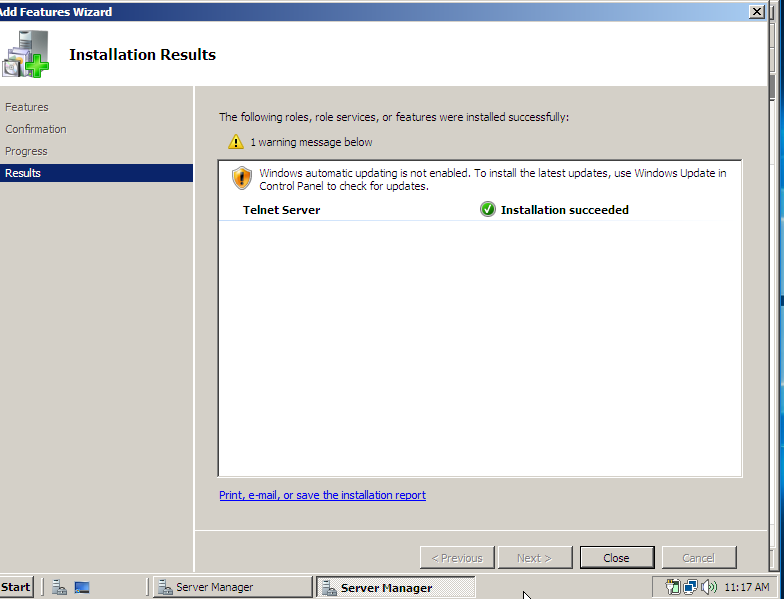 Add Features Wizard
Installation Results
Features
Confirmation
Progress
Results
The following roles, role services, or features were installed successfully:
1 warning message below
Windows automatic updating is not enabled. To install the latest updates, use Windows Update in
Control Panel to check for updates.
Telnet Server
Installation succeeded
Print, e-mail, or save the installation report
< Previous
Next >
Close
Cancel
Start
Server Manager
Server Manager
11:17 AM